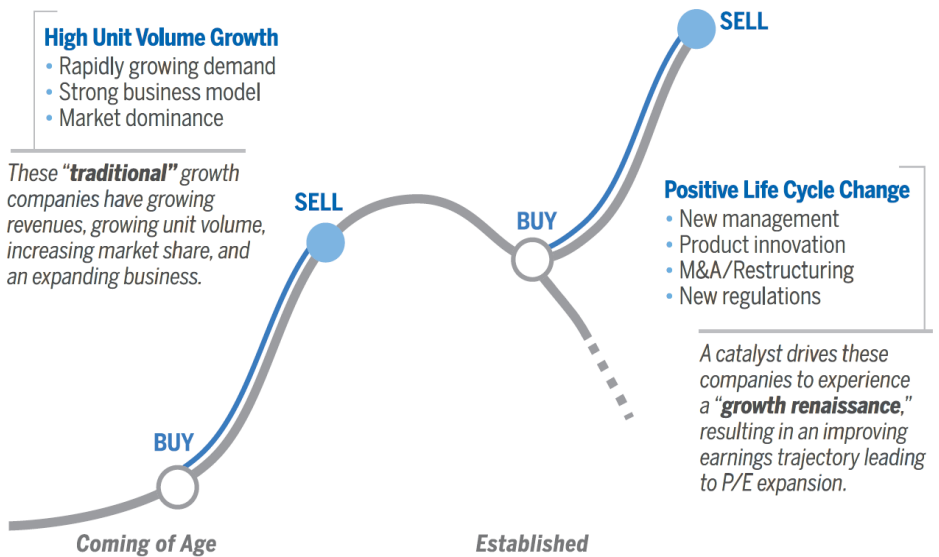 High Unit Volume Growth
• Rapidly growing demand
• Strong business model
• Market dominance
These “traditional” growth
companies have growing
revenues, growing unit volume,
increasing market share, and
an expanding business.
BUY
SELL
BUY
SELL
Positive Life Cycle Change
• New management
• Product innovation
• M&A/Restructuring
• New regulations
A catalyst drives these
companies to experience
a “growth renaissance,”
resulting in an improving
earnings trajectory leading
to P/E expansion.
Coming of Age
Established